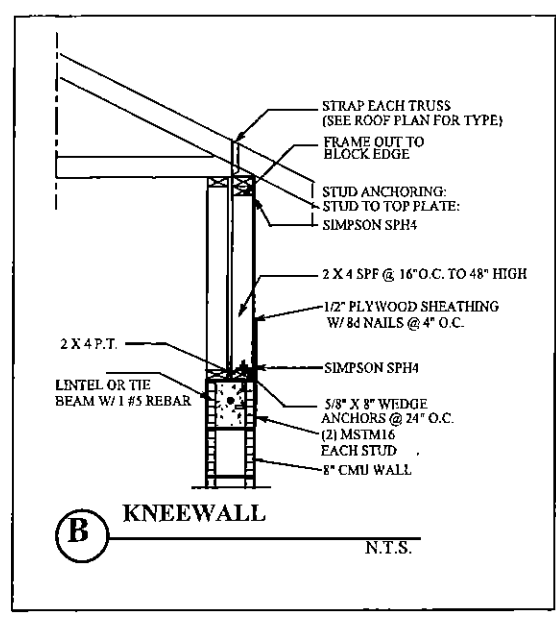 STRAP EACH TRUSS
(SEE ROOF PLAN FOR TYPE)
FRAME OUT TO
BLOCK EDGE
STUD ANCHORING:
STUD TO TOP PLATE:
SIMPSON SPH4
2 X 4 SPF @ 16" O.C. TO 48" HIGH
1/2" PLYWOOD SHEATHING
W/ 8d NAILS @ 4" O.C.
2 X 4 P.T.
SIMPSON SPH4
LINTEL OR TIE
BEAM W/ 1 #5 REBAR
5/8" X 8" WEDGE
ANCHORS @ 24" O.C.
(2) MSTM16
EACH STUD
8" CMU WALL
B KNEEWALL
N.T.S.